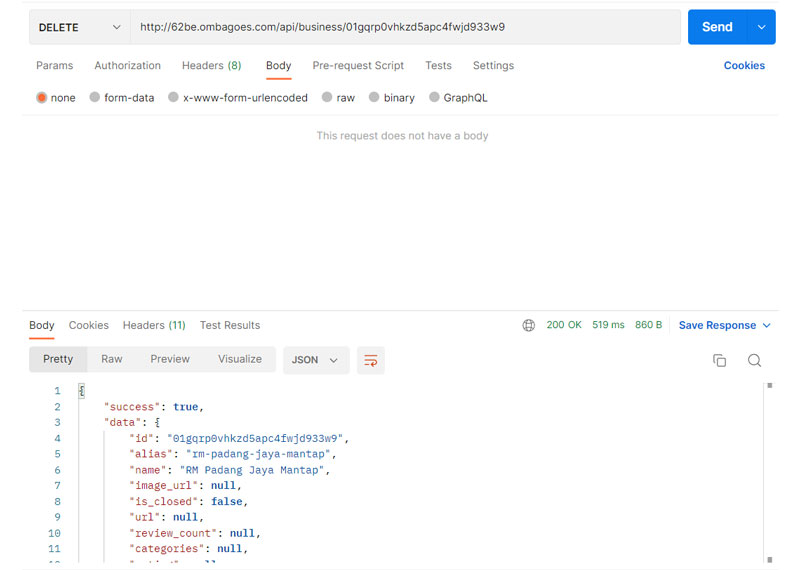 DELETE http://62be.ombagoes.com/api/business/01gqrp0vhkzd5apc4fwjd933w9 Send
Params Authorization Headers (8) Body Pre-request Script Tests Settings Cookies
none form-data x-www-form-urlencoded raw binary GraphQL
This request does not have a body
Body Cookies Headers (11) Test Results 200 OK 519 ms 860 B Save Response
Pretty Raw Preview Visualize JSON
1 {
2 "success": true,
3 "data": {
4 "id": "01gqrp0vhkzd5apc4fwjd933w9",
5 "alias": "rm-padang-jaya-mantap",
6 "name": "RM Padang Jaya Mantap",
7 "image_url": null,
8 "is_closed": false,
9 "url": null,
10 "review_count": null,
11 "categories": null,